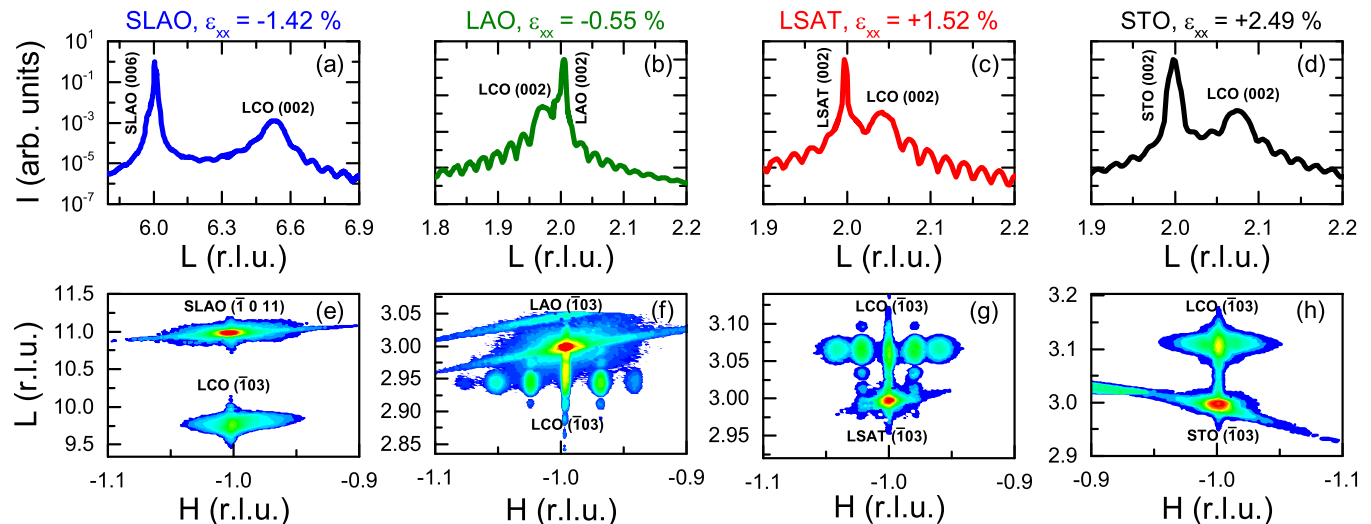 SLAO, εxx = -1.42 %
LAO, εxx = -0.55 %
LSAT, εxx = +1.52 %
STO, εxx = +2.49 %
I (arb. units)
10^1
10^-1
10^-3
10^-5
10^-7
SLAO (006)
LCO (002)
(a)
6.0 6.3 6.6 6.9
L (r.l.u.)
LCO (002)
LAO (002)
(b)
1.8 1.9 2.0 2.1 2.2
L (r.l.u.)
LSAT (002)
LCO (002)
(c)
1.9 2.0 2.1 2.2
L (r.l.u.)
STO (002)
LCO (002)
(d)
1.9 2.0 2.1 2.2
L (r.l.u.)
L (r.l.u.)
11.5
11.0
10.5
10.0
9.5
SLAO (1̄ 0 11)
(e)
LCO (1̄03)
-1.1 -1.0 -0.9
H (r.l.u.)
3.05
3.00
2.95
2.90
2.85
LAO (1̄03)
(f)
LCO (1̄03)
-1.1 -1.0 -0.9
H (r.l.u.)
3.10
3.05
3.00
2.95
LCO (1̄03)
(g)
LSAT (1̄03)
-1.1 -1.0 -0.9
H (r.l.u.)
3.2
3.1
3.0
2.9
LCO (1̄03)
(h)
STO (1̄03)
-0.9 -1.0 -1.1
H (r.l.u.)